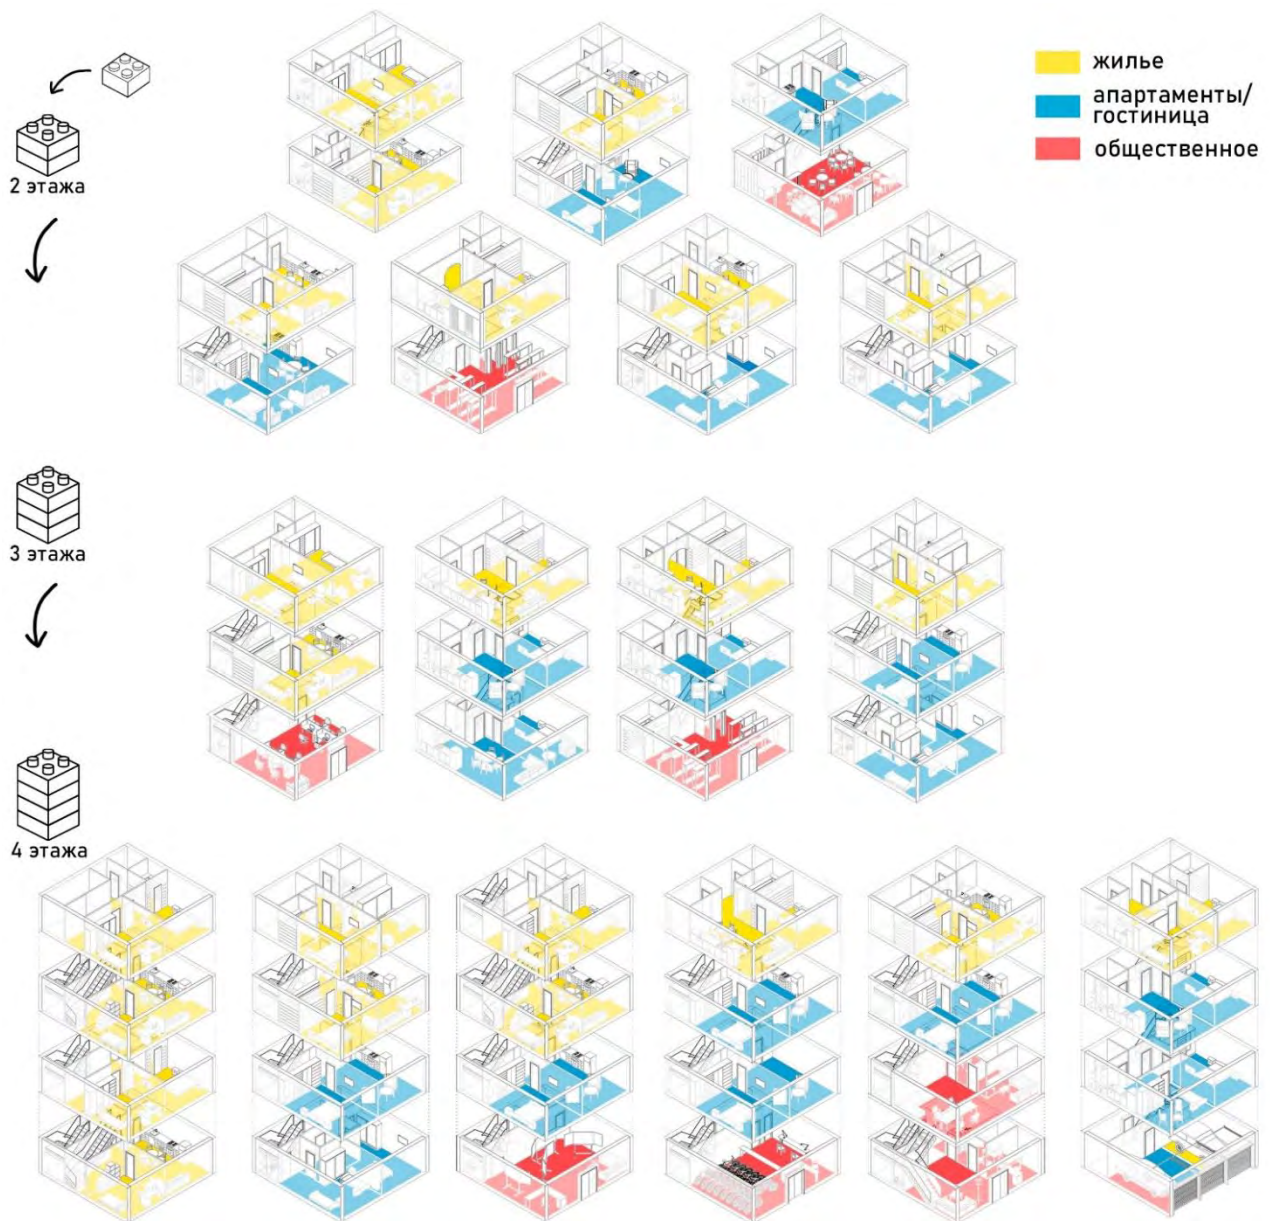 жилье
апартаменты/
гостиница
общественное
2 этажа
3 этажа
4 этажа